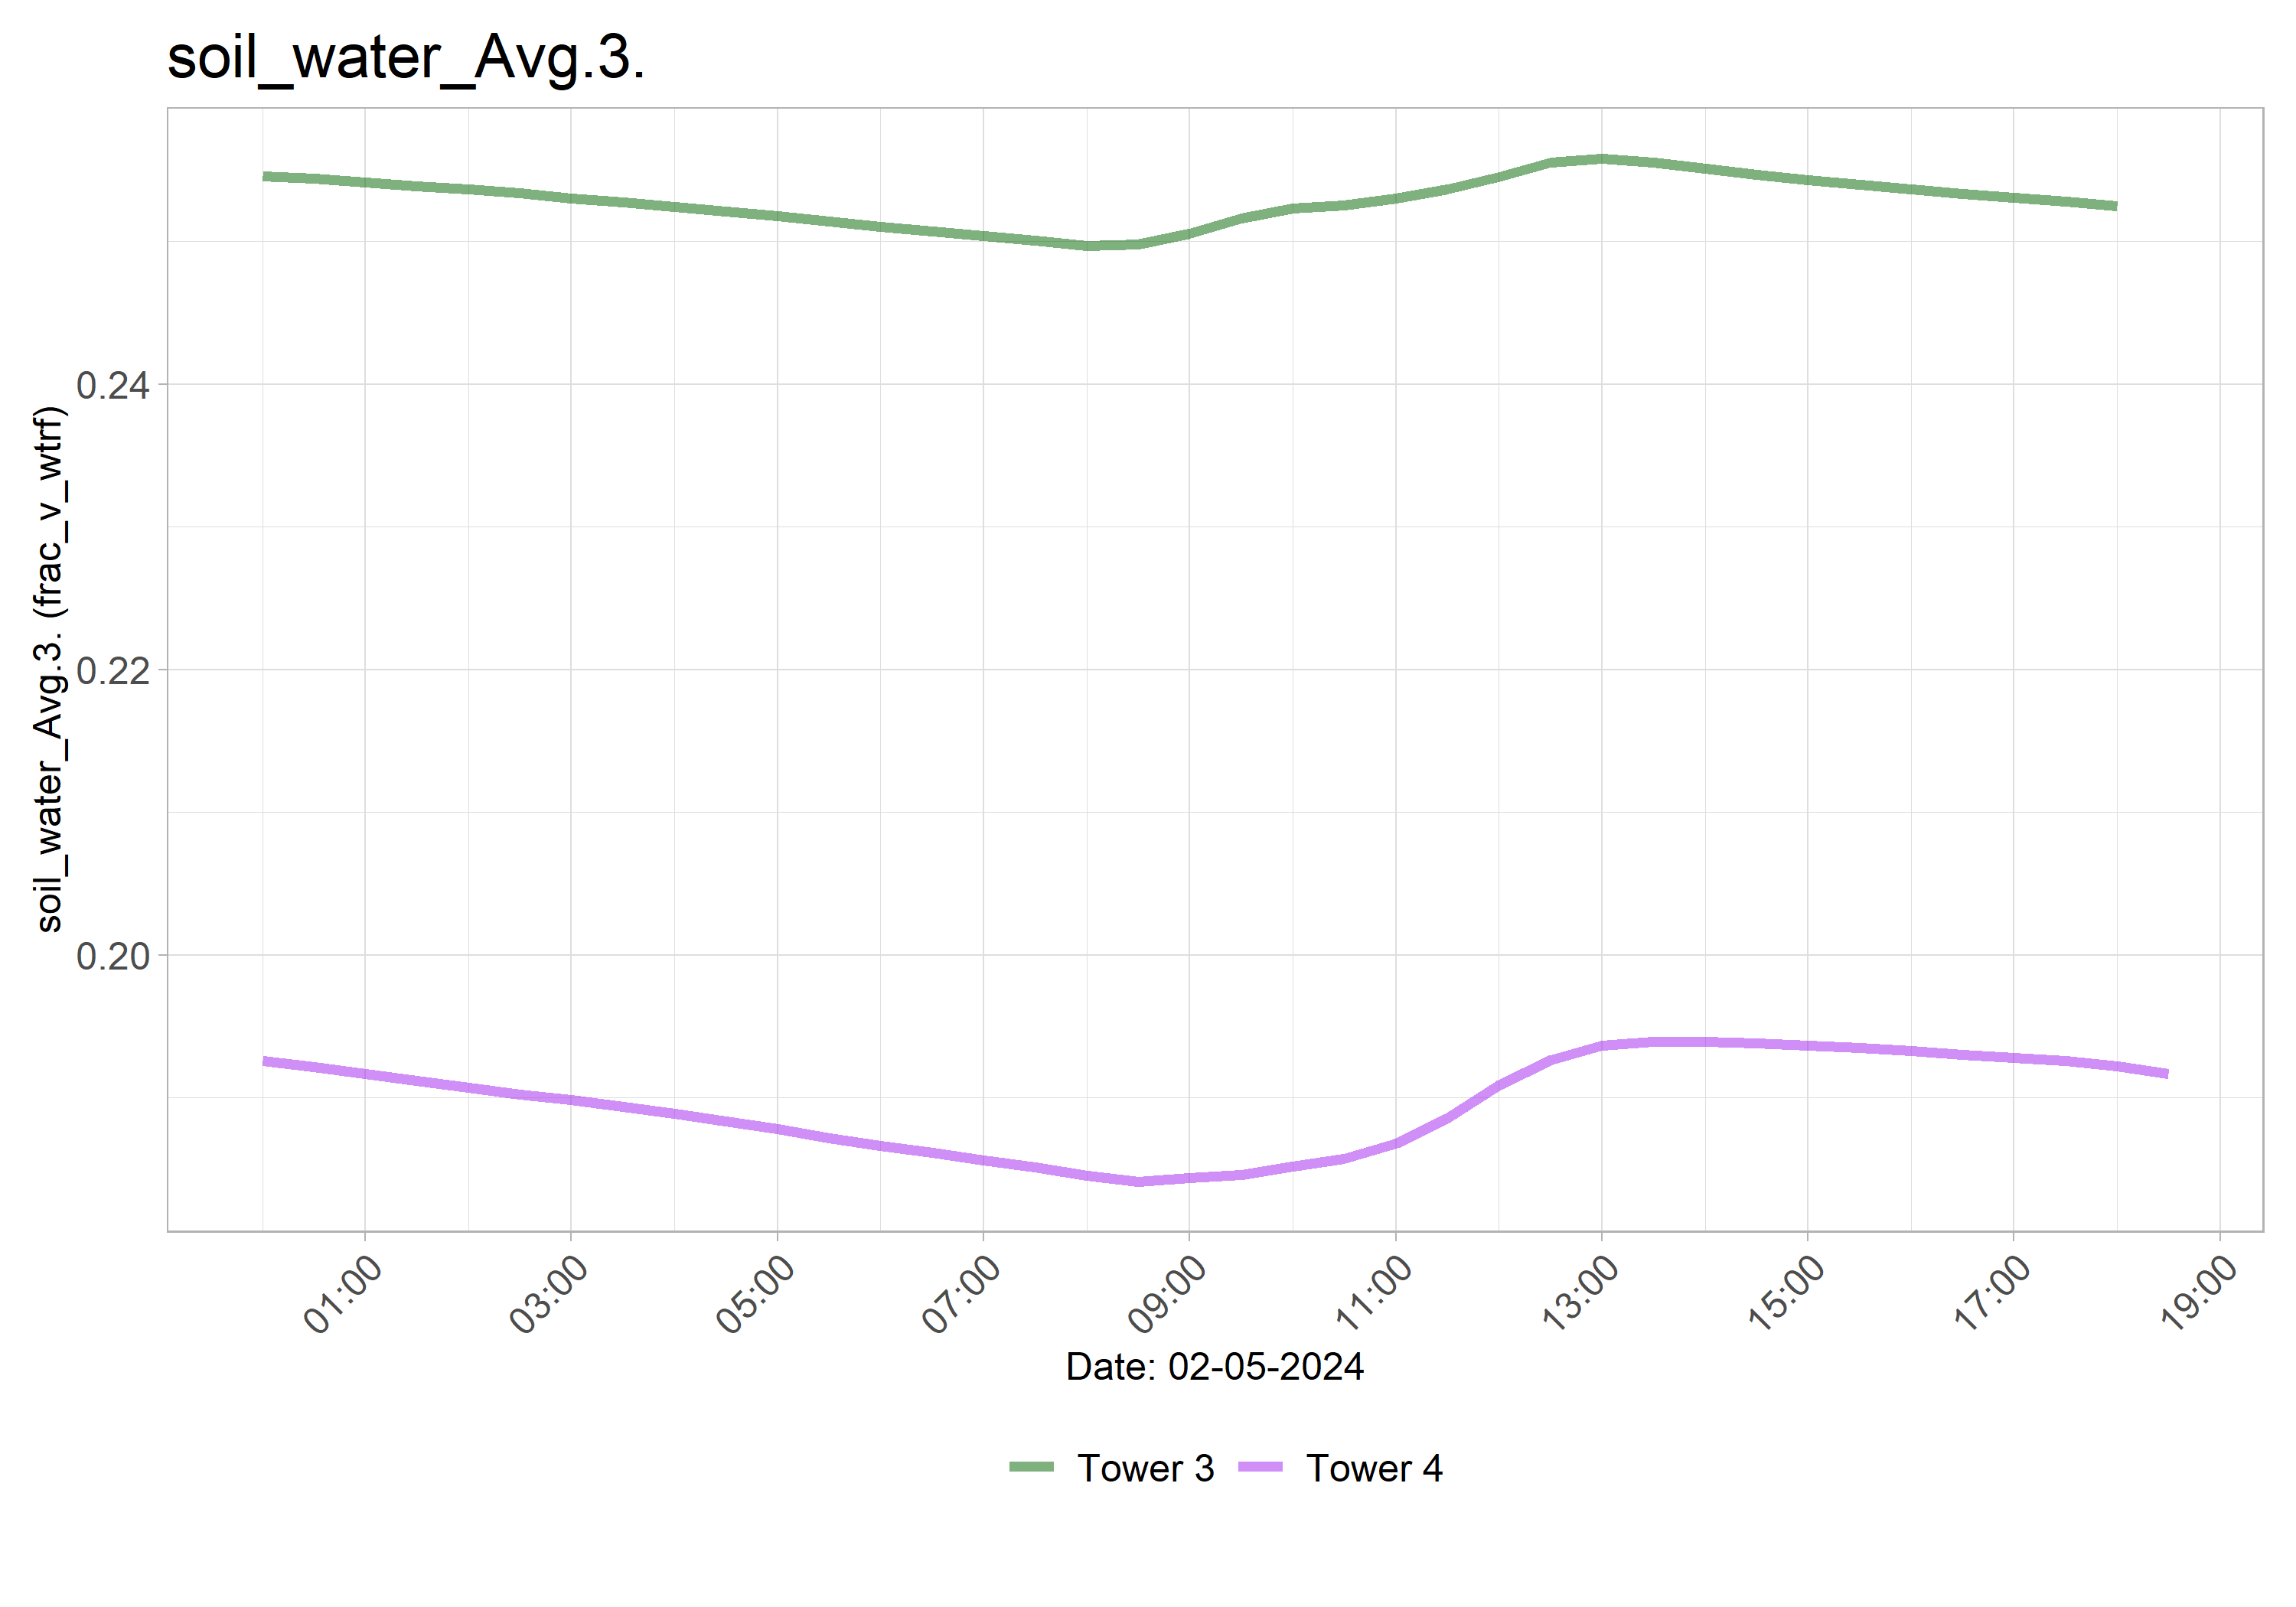 soil_water_Avg.3.
soil_water_Avg.3. (frac_v_wtrf)
0.24
0.22
0.20
01:00
03:00
05:00
07:00
09:00
11:00
13:00
15:00
17:00
19:00
Date: 02-05-2024
Tower 3
Tower 4